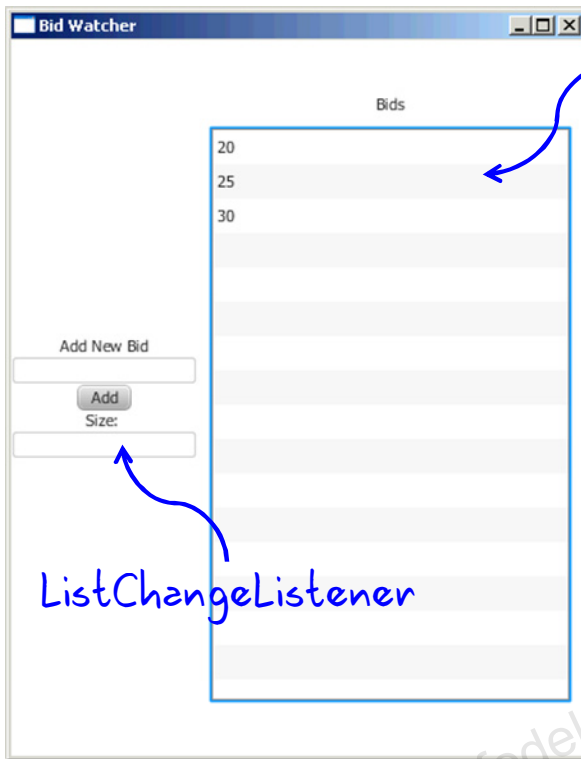 Bid Watcher
Bids
20
25
30
Add New Bid
Add
Size:
ListChangeListener